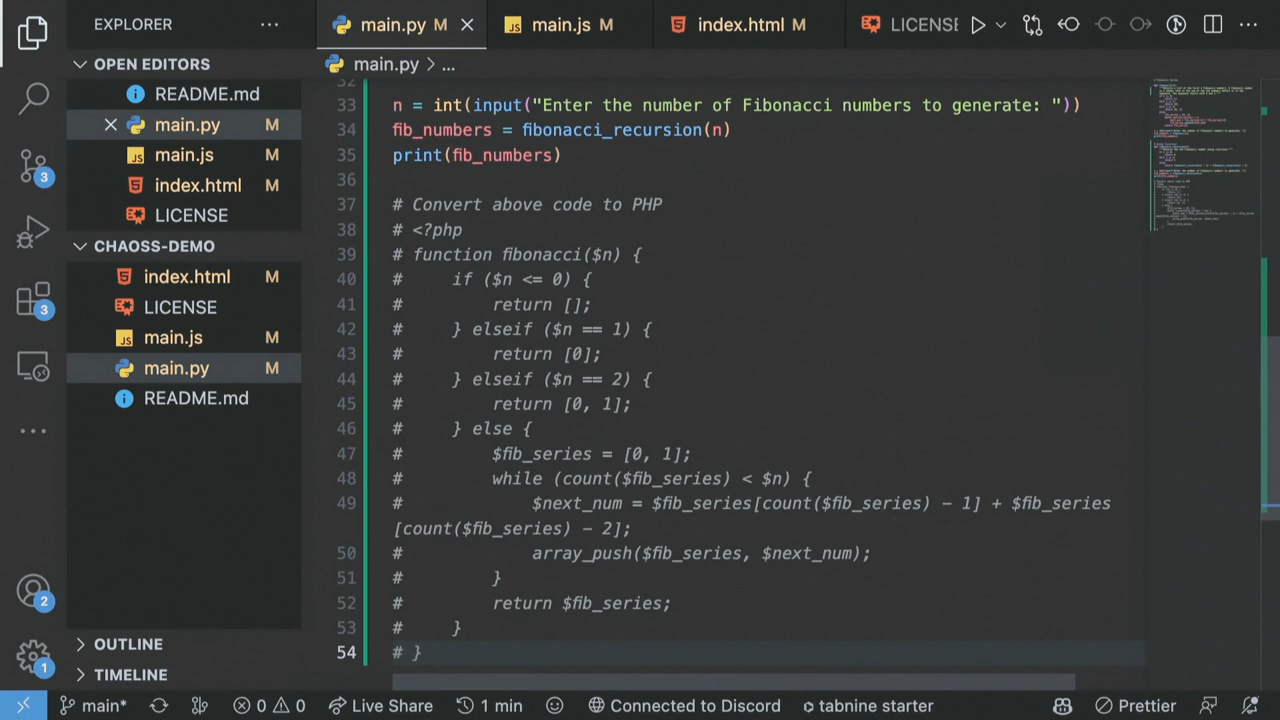 EXPLORER
main.py M
main.js M
index.html M
LICENSE
OPEN EDITORS
README.md
main.py M
main.js M
index.html M
LICENSE
CHAOSS-DEMO
index.html M
LICENSE
main.js M
main.py M
README.md
OUTLINE
TIMELINE
3
3
2
1
main.py > ...
32
33 n = int(input("Enter the number of Fibonacci numbers to generate: "))
34 fib_numbers = fibonacci_recursion(n)
35 print(fib_numbers)
36
37 # Convert above code to PHP
38 # <?php
39 # function fibonacci($n) {
40 #     if ($n <= 0) {
41 #         return [];
42 #     } elseif ($n == 1) {
43 #         return [0];
44 #     } elseif ($n == 2) {
45 #         return [0, 1];
46 #     } else {
47 #         $fib_series = [0, 1];
48 #         while (count($fib_series) < $n) {
49 #             $next_num = $fib_series[count($fib_series) - 1] + $fib_series
[count($fib_series) - 2];
50 #             array_push($fib_series, $next_num);
51 #         }
52 #         return $fib_series;
53 #     }
54 # }
main* 0 0 Live Share 1 min Connected to Discord tabnine starter Prettier